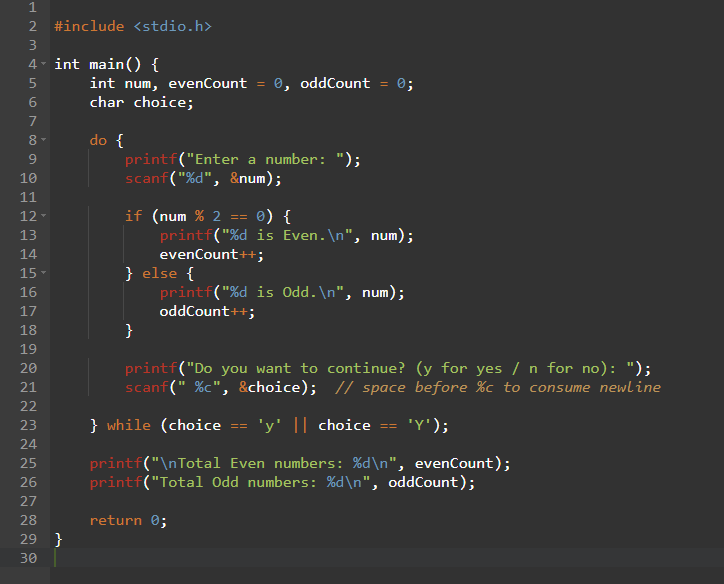 1
2 #include <stdio.h>
3
4 int main() {
5     int num, evenCount = 0, oddCount = 0;
6     char choice;
7
8     do {
9         printf("Enter a number: ");
10         scanf("%d", &num);
11
12         if (num % 2 == 0) {
13             printf("%d is Even.\n", num);
14             evenCount++;
15         } else {
16             printf("%d is Odd.\n", num);
17             oddCount++;
18         }
19
20         printf("Do you want to continue? (y for yes / n for no): ");
21         scanf(" %c", &choice);  // space before %c to consume newline
22
23     } while (choice == 'y' || choice == 'Y');
24
25     printf("\nTotal Even numbers: %d\n", evenCount);
26     printf("Total Odd numbers: %d\n", oddCount);
27
28     return 0;
29 }
30